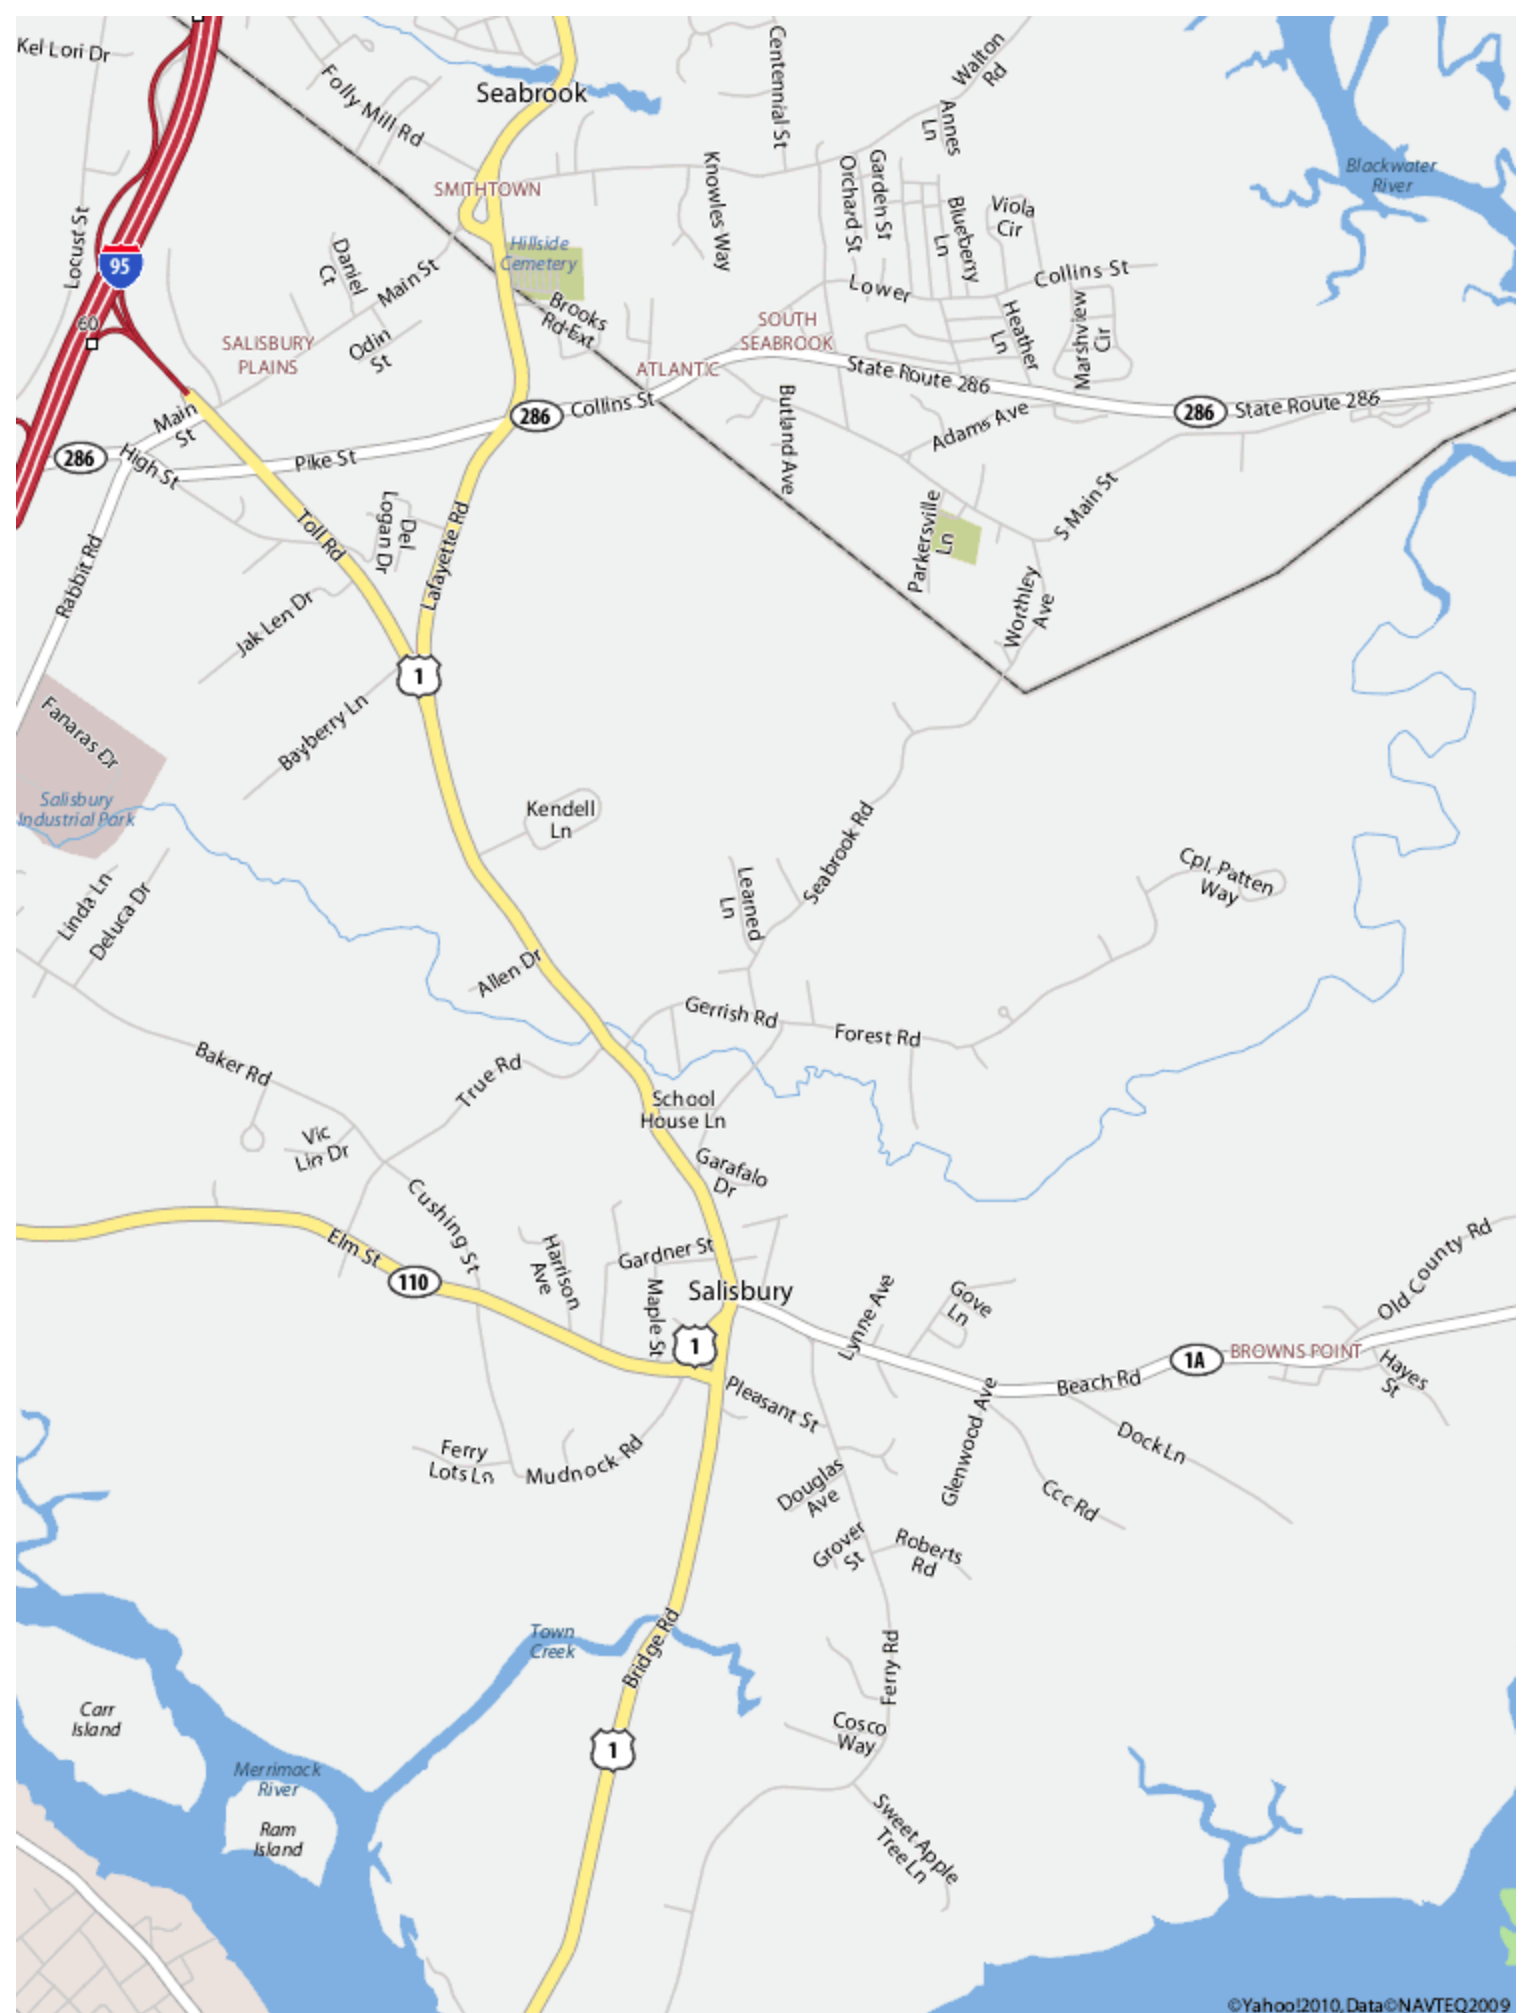 Kel Lori Dr
Folly Mill Rd
Seabrook
Centennial St
Walton
Rd
Annes
Ln
Blackwater
River
SMITHTOWN
Knowles Way
Orchard St
Garden St
Blueberry
Ln
Viola
Cir
Locust St
95
60
Daniel
Ct
Main St
Hillside
Cemetery
Brooks
Rd Ext
Lower
Collins St
Heather
Ln
Marshview
Cir
SALISBURY
PLAINS
Odin
St
SOUTH
SEABROOK
ATLANTIC
State Route 286
286
State Route 286
Main
St
286
Collins St
Butland Ave
Adams Ave
286
High St
Pike St
Toll Rd
Del
Logan Dr
Lafayette Rd
Parkersville
Ln
S Main St
Worthley
Ave
Rabbit Rd
Jak Len Dr
1
Bayberry Ln
Fanaras Dr
Salisbury
Industrial Park
Kendell
Ln
Seabrook Rd
Learned
Ln
Cpl. Patten
Way
Linda Ln
Deluca Dr
Allen Dr
Gerrish Rd
Forest Rd
Baker Rd
True Rd
School
House Ln
Vic
Lin Dr
Garafalo
Dr
Cushing St
Elm St
110
Harrison
Ave
Gardner St
Maple St
Salisbury
1
Lynne Ave
Gove
Ln
Old County Rd
1A
BROWNS POINT
Beach Rd
Hayes
St
Pleasant St
Glenwood Ave
Dock Ln
Ferry
Lots Ln
Mudnock Rd
Douglas
Ave
Ccc Rd
Grover
St
Roberts
Rd
Town
Creek
Bridge Rd
Ferry Rd
Carr
Island
Cosco
Way
1
Merrimack
River
Ram
Island
Sweet Apple
Tree Ln
©Yahoo!2010, Data©NAVTEQ2009